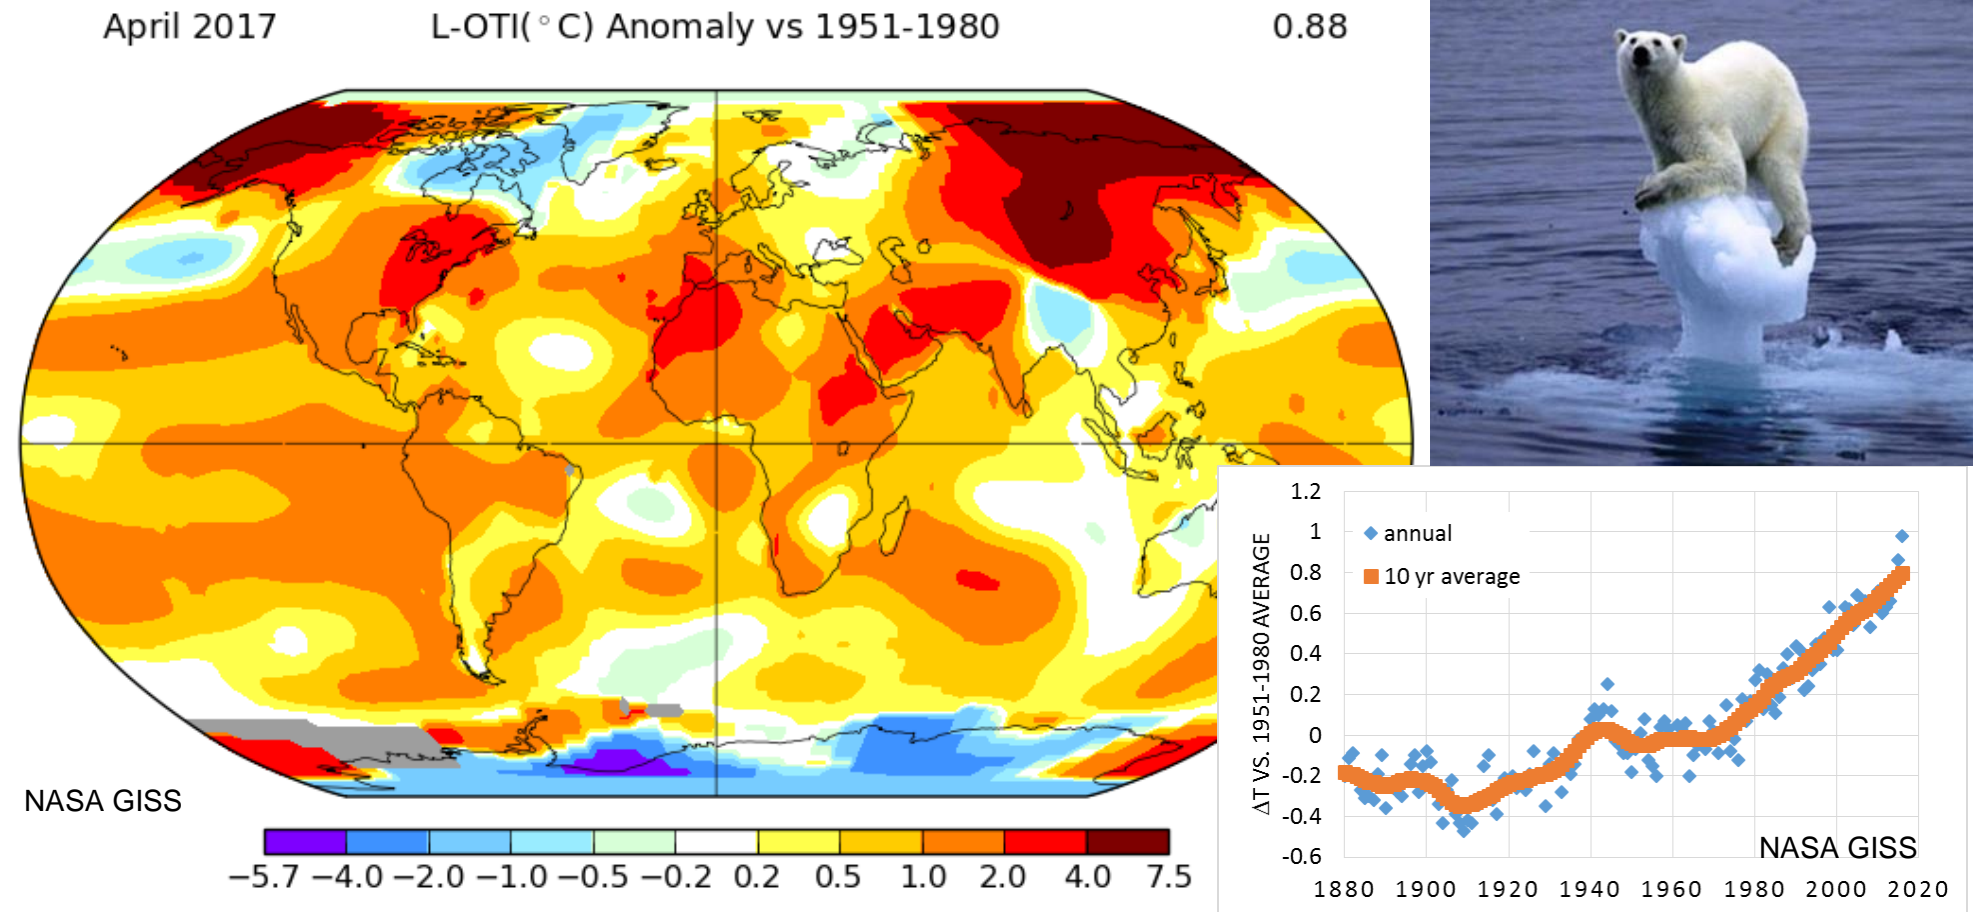 April 2017 L-OTI(°C) Anomaly vs 1951-1980 0.88
NASA GISS
−5.7 −4.0 −2.0 −1.0 −0.5 −0.2 0.2 0.5 1.0 2.0 4.0 7.5
ΔT VS. 1951-1980 AVERAGE
1.2
1
0.8
0.6
0.4
0.2
0
-0.2
-0.4
-0.6
annual
10 yr average
NASA GISS
1880 1900 1920 1940 1960 1980 2000 2020